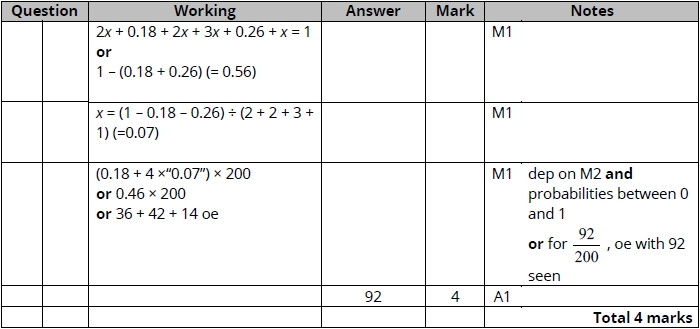 Question Working Answer Mark Notes
2x + 0.18 + 2x + 3x + 0.26 + x = 1 M1
or
1 – (0.18 + 0.26) (= 0.56)
x = (1 – 0.18 – 0.26) ÷ (2 + 2 + 3 + M1
1) (=0.07)
(0.18 + 4 ×“0.07”) × 200 M1 dep on M2 and
or 0.46 × 200 probabilities between 0
or 36 + 42 + 14 oe and 1
or for 92/200 , oe with 92
seen
92 4 A1
Total 4 marks